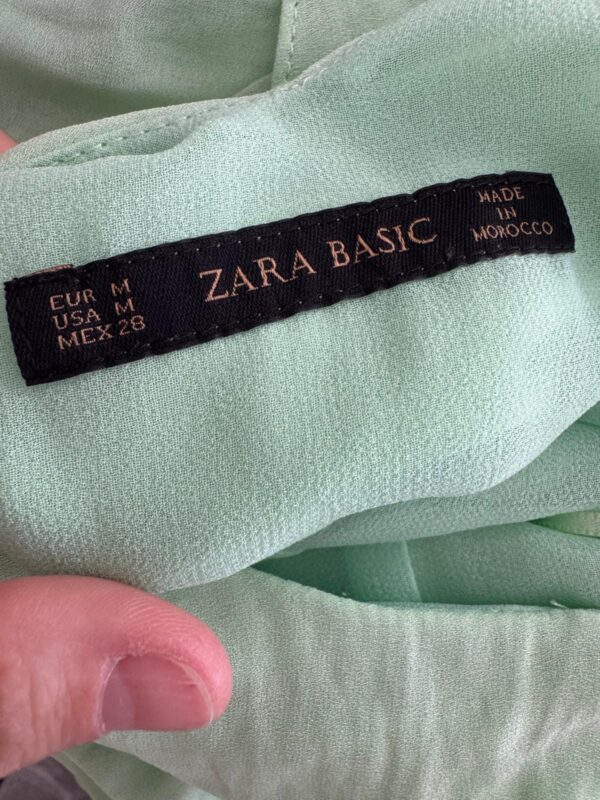 EUR M
USA M
MEX 28
ZARA BASIC
MADE
IN
MOROCCO